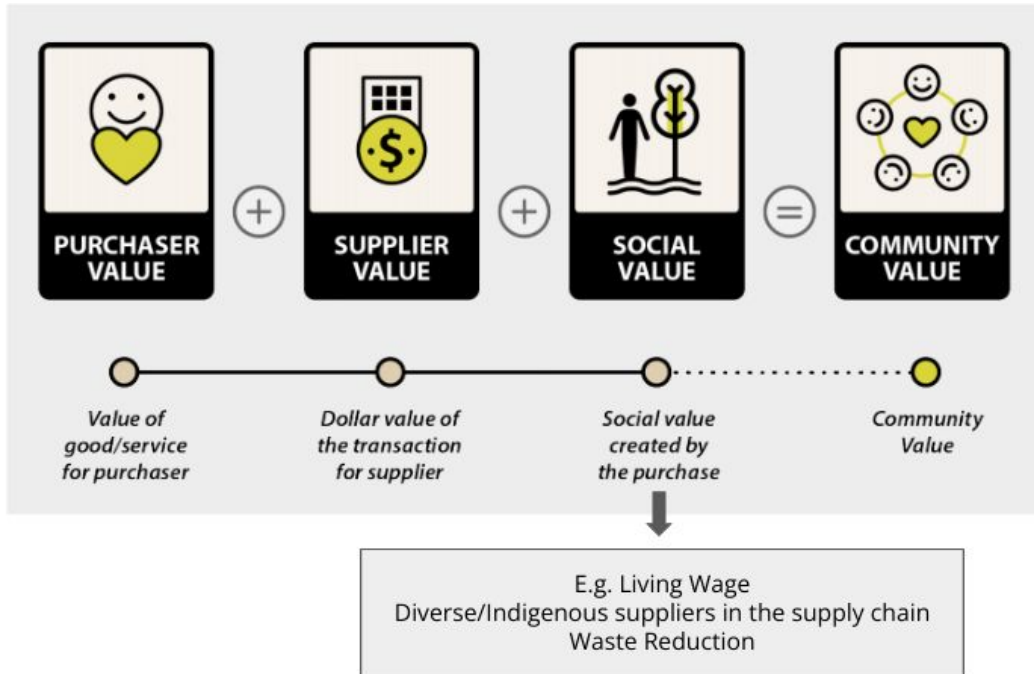 PURCHASER
VALUE
+
SUPPLIER
VALUE
+
SOCIAL
VALUE
=
COMMUNITY
VALUE
$
Value of
good/service
for purchaser
Dollar value of
the transaction
for supplier
Social value
created by
the purchase
Community
Value
E.g. Living Wage
Diverse/Indigenous suppliers in the supply chain
Waste Reduction